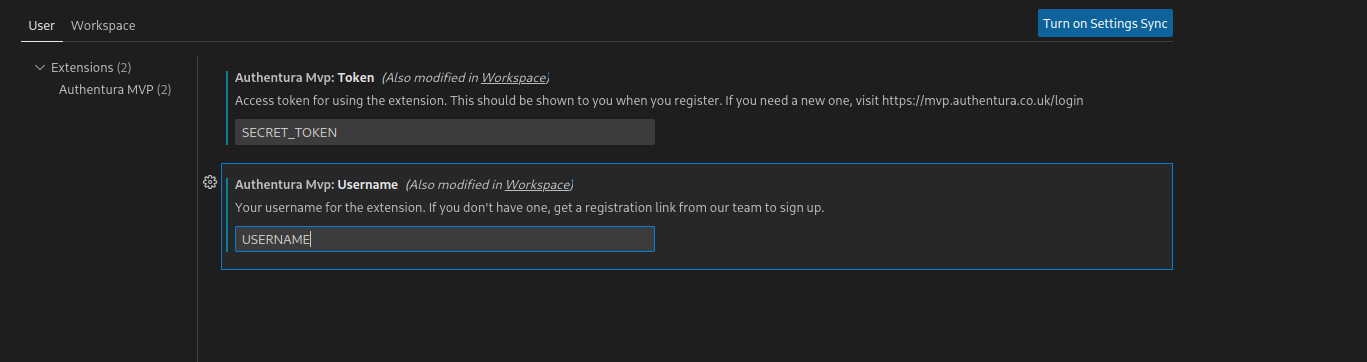 User Workspace
Turn on Settings Sync
Extensions (2)
Authentura MVP (2)
Authentura Mvp: Token (Also modified in Workspace)
Access token for using the extension. This should be shown to you when you register. If you need a new one, visit https://mvp.authentura.co.uk/login
SECRET_TOKEN
Authentura Mvp: Username (Also modified in Workspace)
Your username for the extension. If you don't have one, get a registration link from our team to sign up.
USERNAME